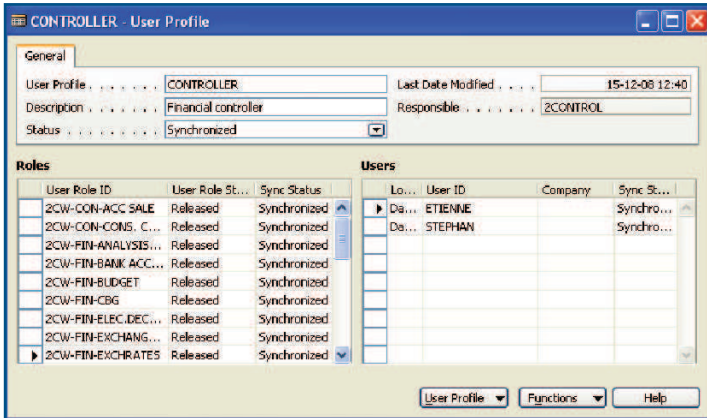 CONTROLLER - User Profile
General
User Profile . . . . . . . CONTROLLER Last Date Modified . . . . 15-12-08 12:40
Description . . . . . . . Financial controller Responsible . . . . . . . 2CONTROL
Status . . . . . . . . . Synchronized
Roles Users
User Role ID User Role St... Sync Status Lo... User ID Company Sync St...
2CW-CON-ACC SALE Released Synchronized Da... ETIENNE Synchro...
2CW-CON-CONS. C... Released Synchronized Da... STEPHAN Synchro...
2CW-FIN-ANALYSIS... Released Synchronized
2CW-FIN-BANK ACC... Released Synchronized
2CW-FIN-BUDGET Released Synchronized
2CW-FIN-CBG Released Synchronized
2CW-FIN-ELEC.DEC... Released Synchronized
2CW-FIN-EXCHANG... Released Synchronized
2CW-FIN-EXCHRATES Released Synchronized
User Profile Functions Help